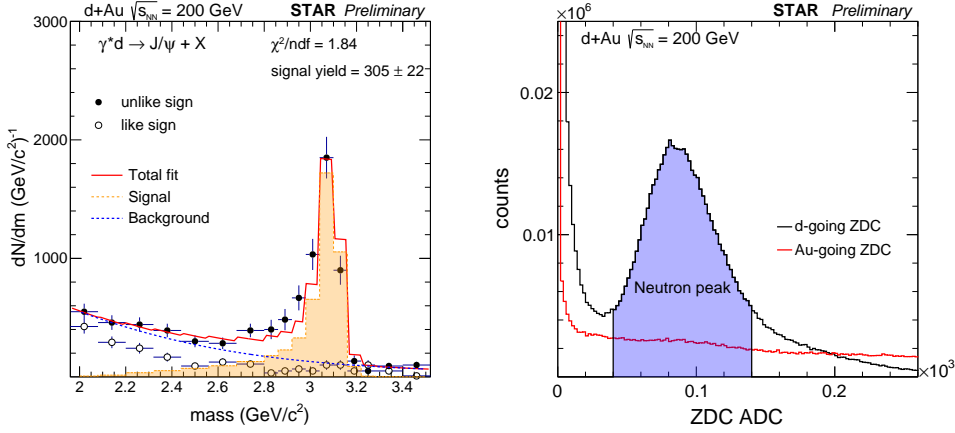 d+Au √s_NN = 200 GeV STAR Preliminary
γ*d → J/ψ + X
χ²/ndf = 1.84
signal yield = 305 ± 22
unlike sign
like sign
Total fit
Signal
Background
3000
2000
1000
2 2.2 2.4 2.6 2.8 3 3.2 3.4
mass (GeV/c²)
dN/dm (GeV/c²)⁻¹
×10⁶
STAR Preliminary
d+Au √s_NN = 200 GeV
0.02
0.01
0
d-going ZDC
Au-going ZDC
Neutron peak
0 0.1 0.2
×10³
ZDC ADC
counts